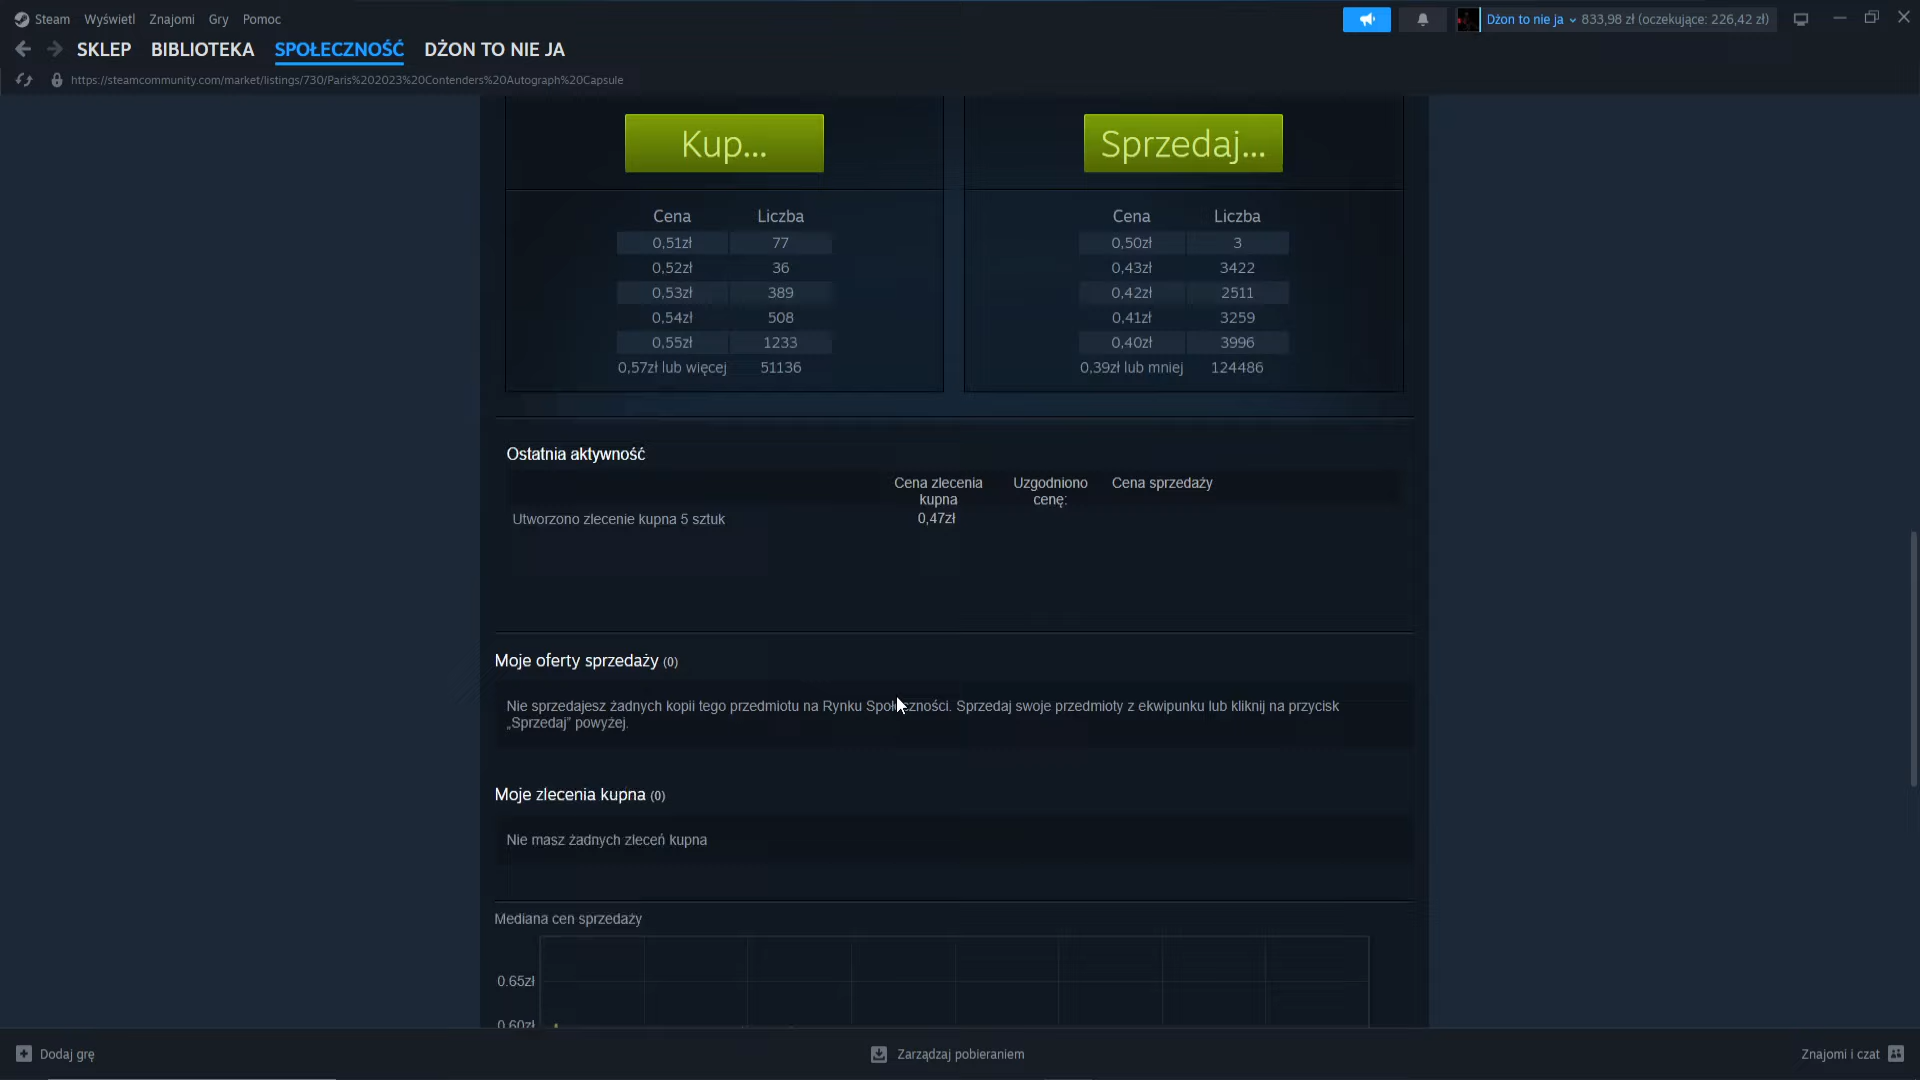 Steam Wyświetl Znajomi Gry Pomoc
Dżon to nie ja 833,98 zł (oczekujące: 226,42 zł)
SKLEP BIBLIOTEKA SPOŁECZNOŚĆ DŻON TO NIE JA
https://steamcommunity.com/market/listings/730/Paris%202023%20Contenders%20Autograph%20Capsule
Kup...
Cena Liczba
0,51zł 77
0,52zł 36
0,53zł 389
0,54zł 508
0,55zł 1233
0,57zł lub więcej 51136
Sprzedaj...
Cena Liczba
0,50zł 3
0,43zł 3422
0,42zł 2511
0,41zł 3259
0,40zł 3996
0,39zł lub mniej 124486
Ostatnia aktywność
Cena zlecenia kupna Uzgodniono cenę: Cena sprzedaży
Utworzono zlecenie kupna 5 sztuk 0,47zł
Moje oferty sprzedaży (0)
Nie sprzedajesz żadnych kopii tego przedmiotu na Rynku Społeczności. Sprzedaj swoje przedmioty z ekwipunku lub kliknij na przycisk
„Sprzedaj” powyżej.
Moje zlecenia kupna (0)
Nie masz żadnych zleceń kupna
Mediana cen sprzedaży
0.65zł
0.60zł
Dodaj grę Zarządzaj pobieraniem Znajomi i czat